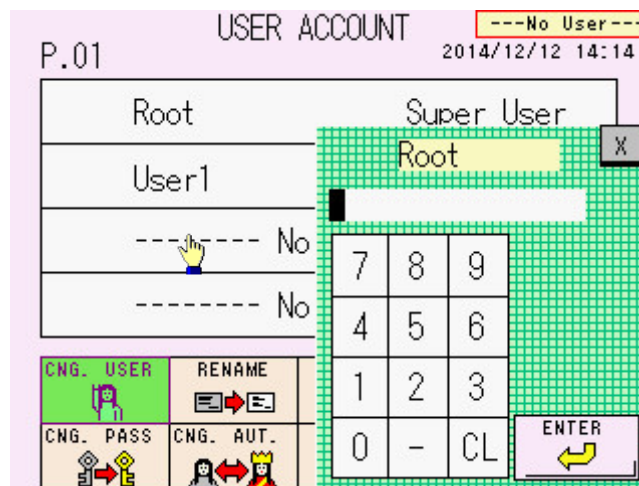 USER ACCOUNT
---No User---
P.01
2014/12/12 14:14
Root Super User
Root
X
User1
-------- No
-------- No
7 8 9
4 5 6
1 2 3
0 - CL
ENTER
CNG. USER
RENAME
CNG. PASS
CNG. AUT.